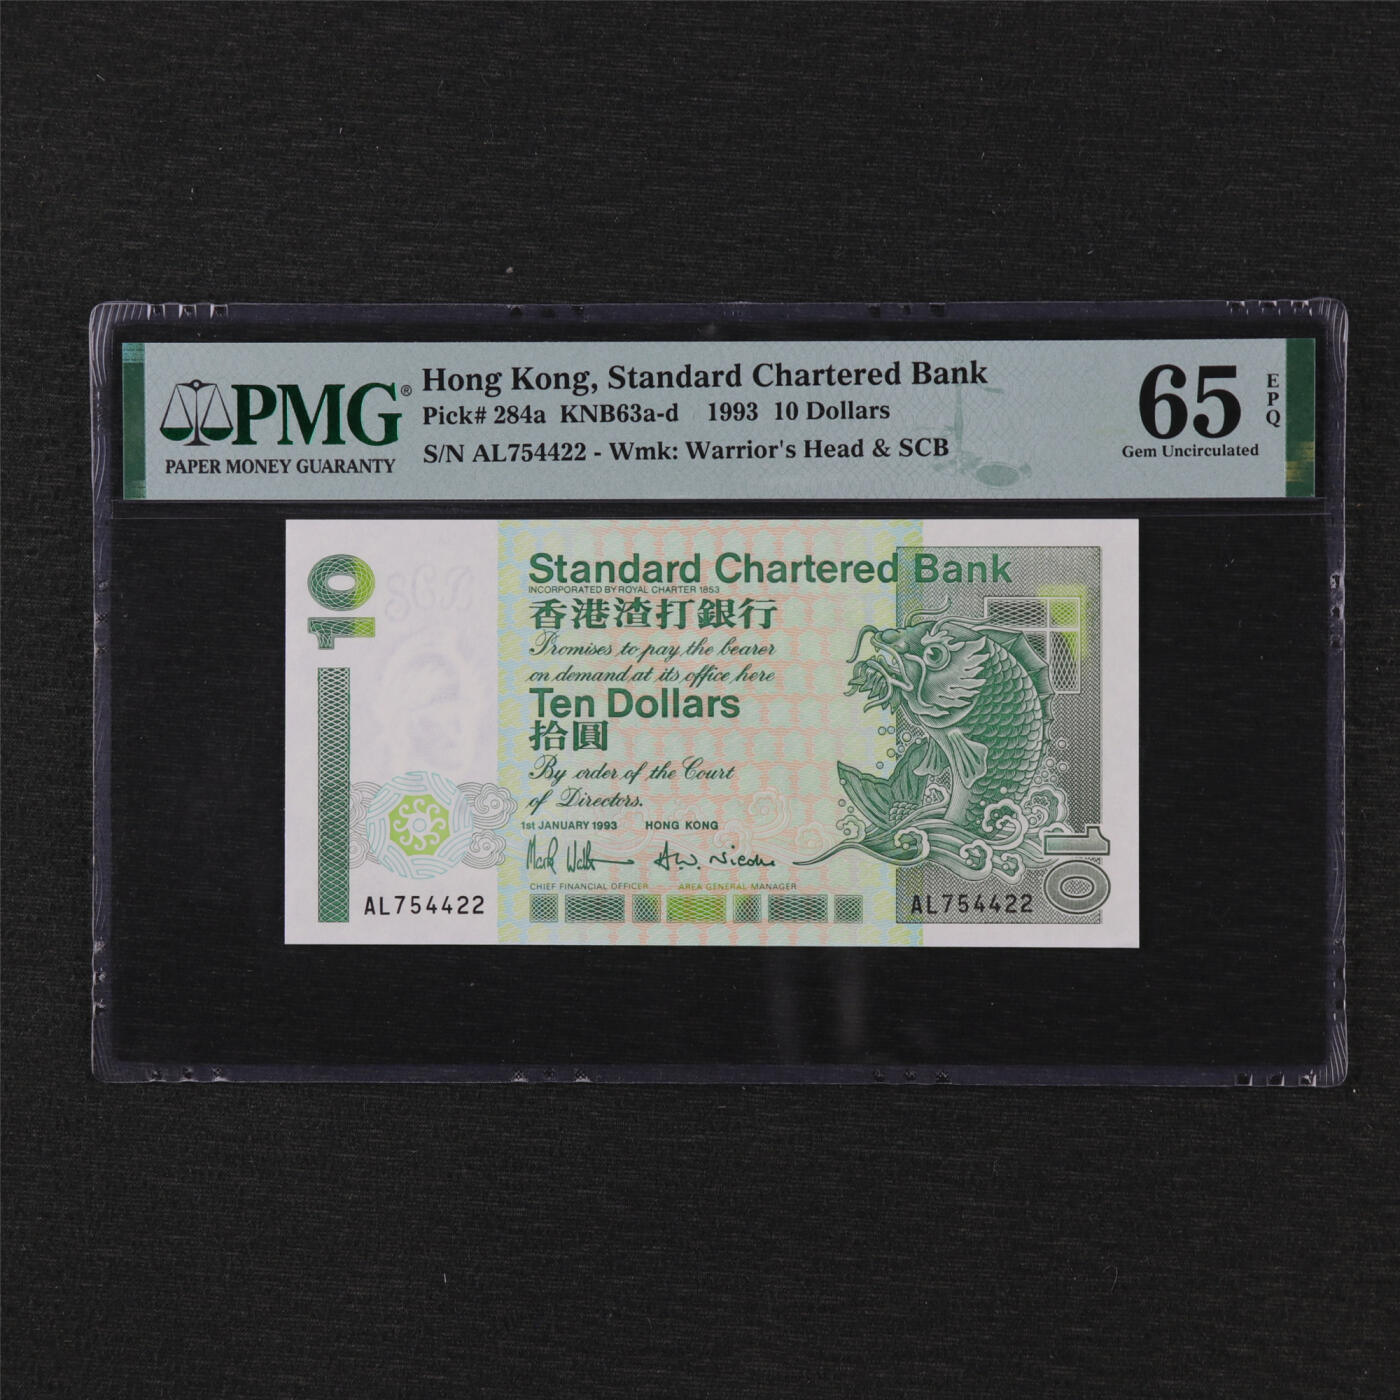 PMG®
PAPER MONEY GUARANTY
Hong Kong, Standard Chartered Bank
Pick# 284a KNB63a-d 1993 10 Dollars
S/N AL754422 - Wmk: Warrior's Head & SCB
65
EPQ
Gem Uncirculated
10
Standard Chartered Bank
INCORPORATED BY ROYAL CHARTER 1853
香港渣打銀行
Promises to pay the bearer
on demand at its office here
Ten Dollars
拾圓
By order of the Court
of Directors.
1st JANUARY 1993 HONG KONG
CHIEF FINANCIAL OFFICER AREA GENERAL MANAGER
AL754422
AL754422
10